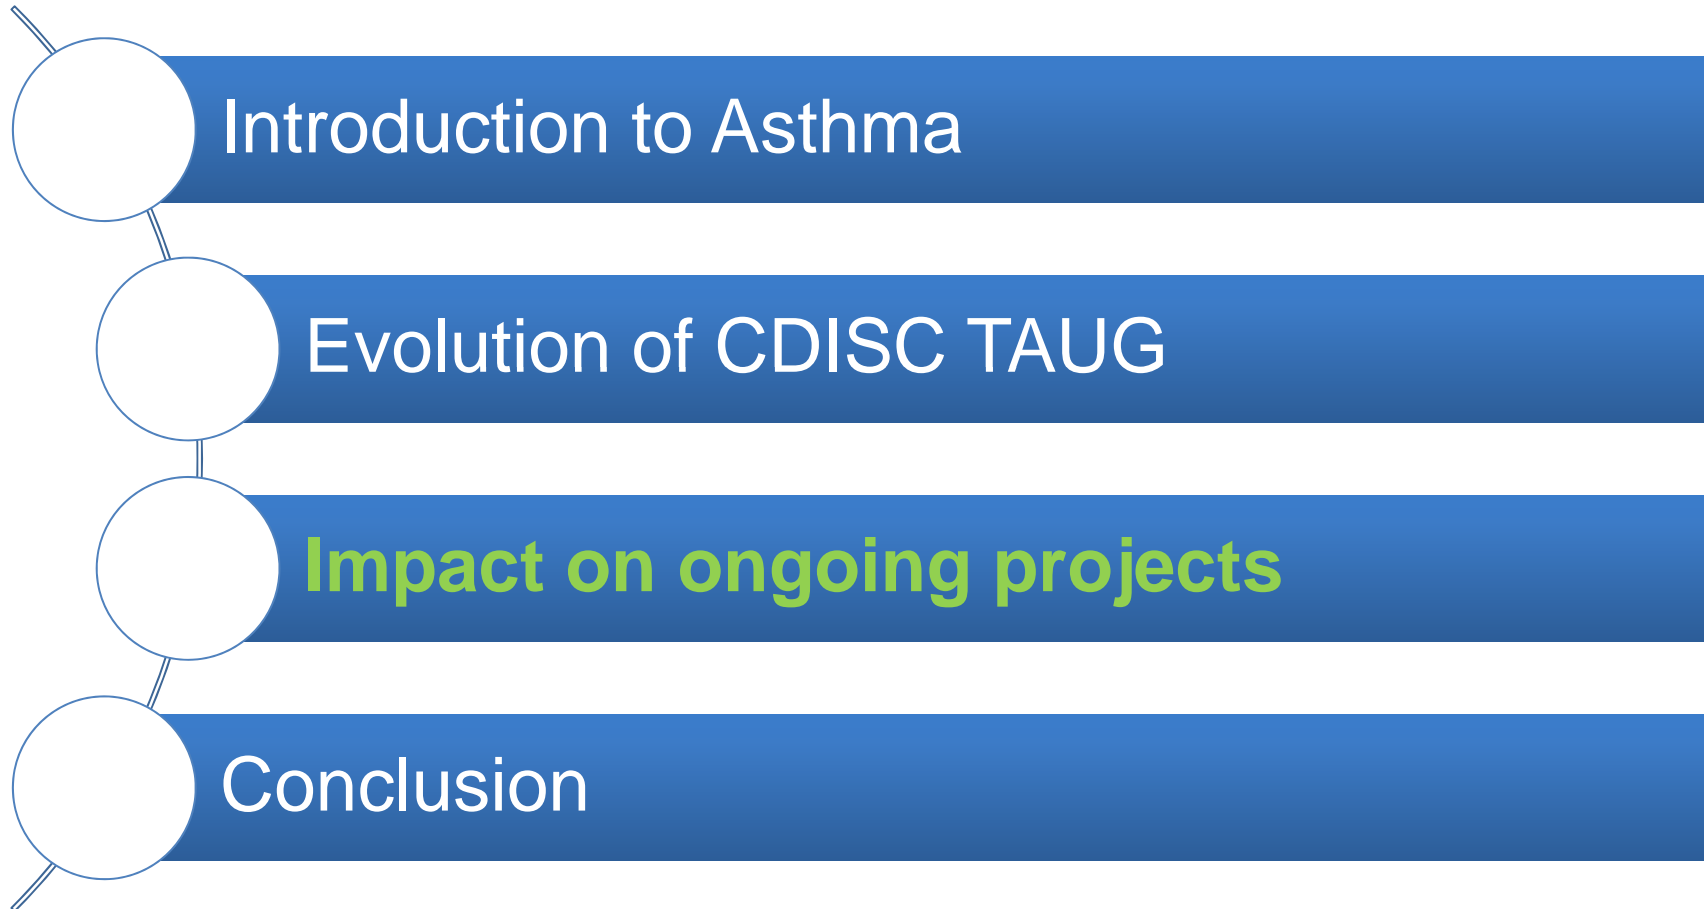 Introduction to Asthma
Evolution of CDISC TAUG
Impact on ongoing projects
Conclusion